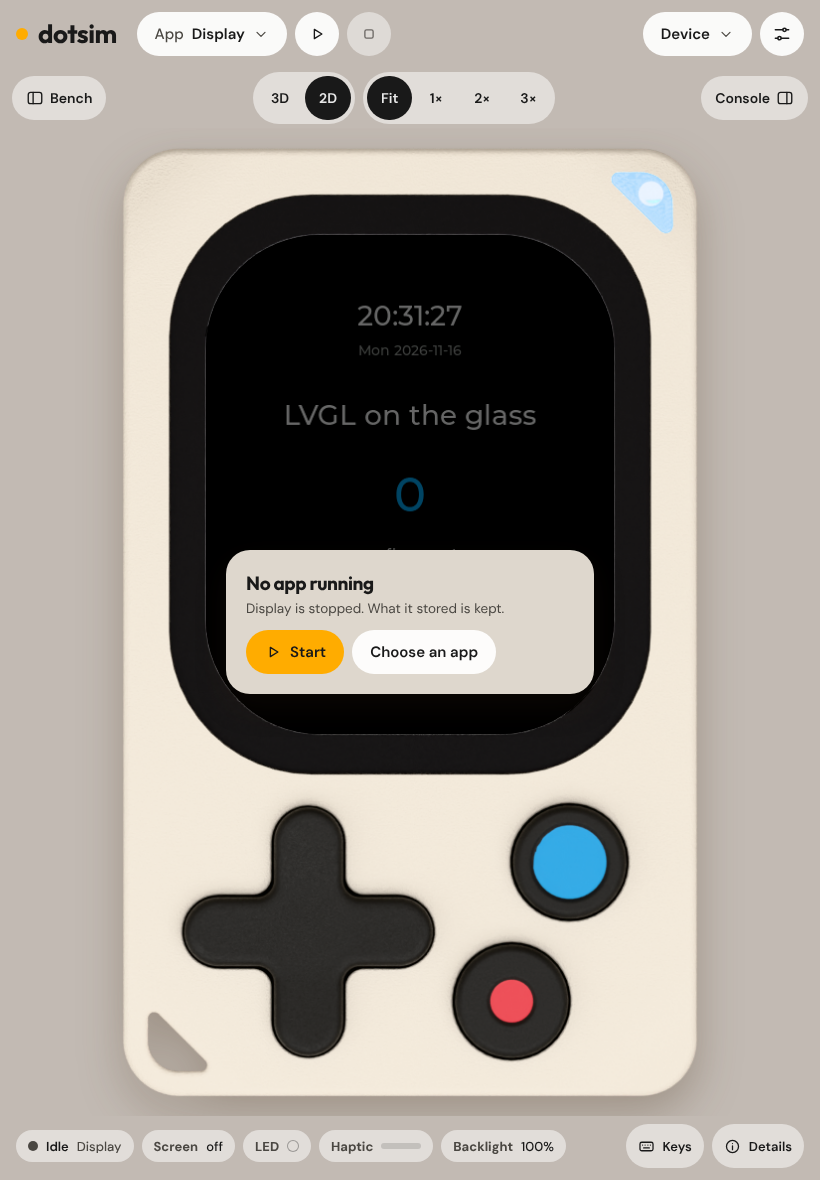 dotsim
App Display
Device
Bench
3D 2D
Fit 1× 2× 3×
Console
20:31:27
Mon 2026-11-16
LVGL on the glass
0
No app running
Display is stopped. What it stored is kept.
Start
Choose an app
Idle Display
Screen off
LED
Haptic
Backlight 100%
Keys
Details